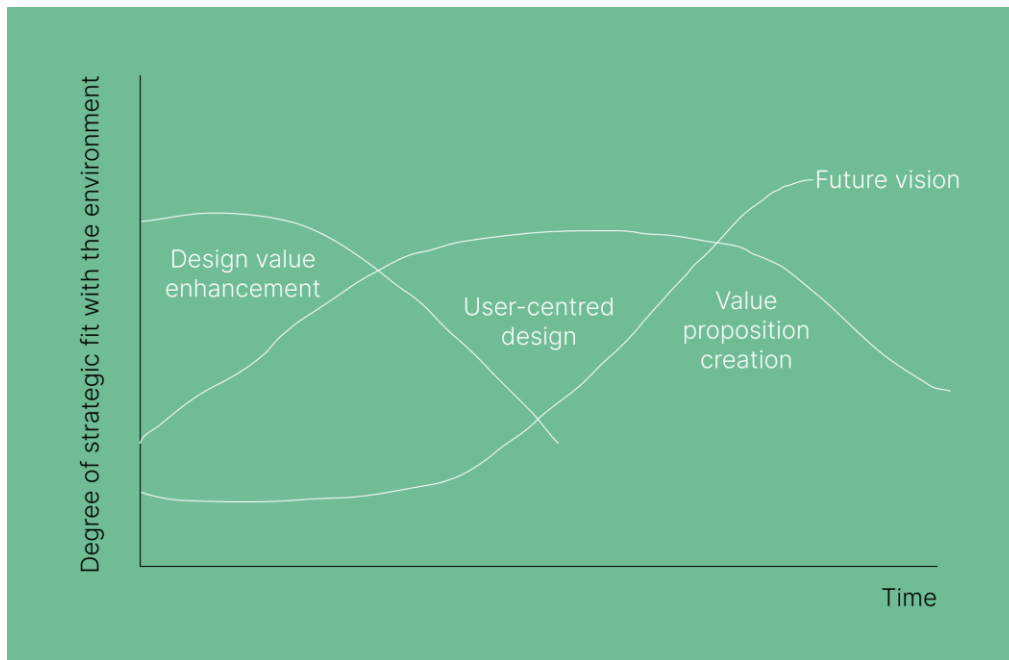 Degree of strategic fit with the environment
Future vision
Design value
enhancement
User-centred
design
Value
proposition
creation
Time